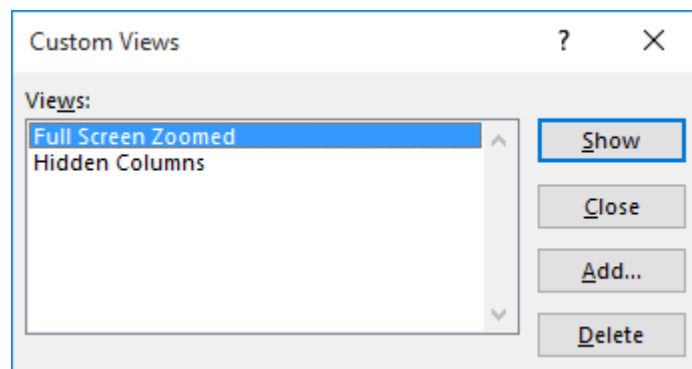 Custom Views ?
Views:
Full Screen Zoomed
Hidden Columns
Show
Close
Add...
Delete